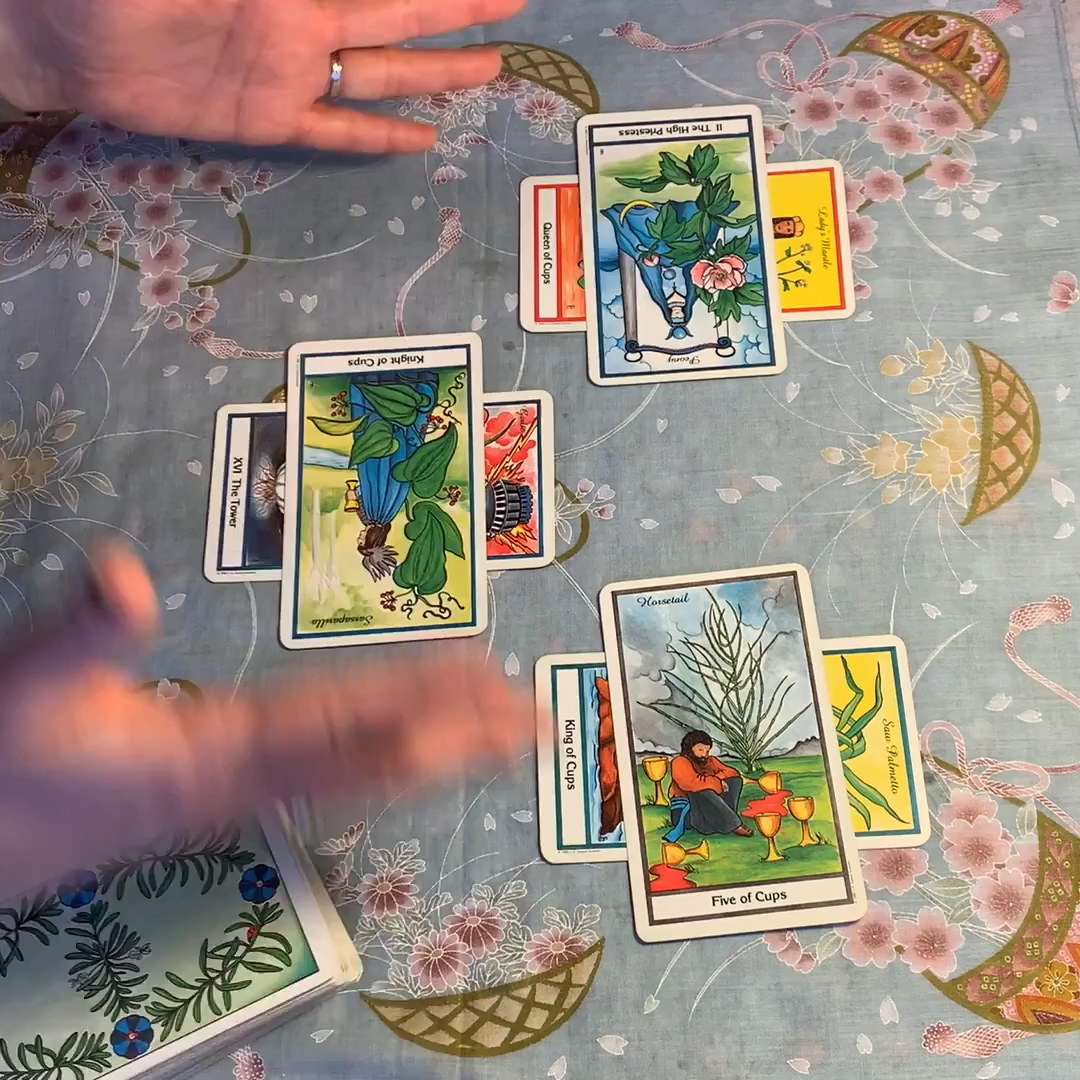 II The High Priestess
Queen of Cups
Lady's Mantle
Peony
Knight of Cups
XVI The Tower
Sarsaparilla
Horsetail
King of Cups
Saw Palmetto
Five of Cups